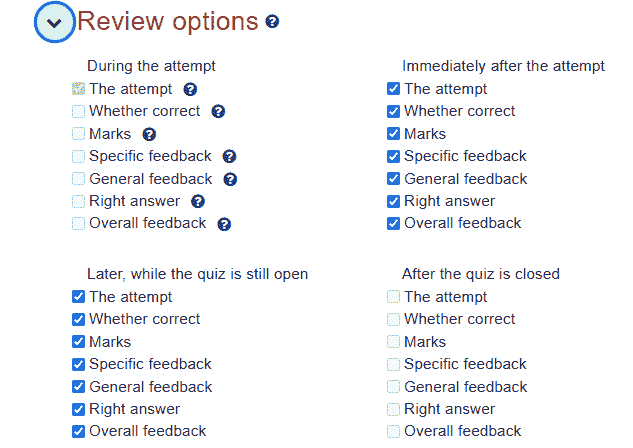 Review options
During the attempt
The attempt
Whether correct
Marks
Specific feedback
General feedback
Right answer
Overall feedback
Immediately after the attempt
The attempt
Whether correct
Marks
Specific feedback
General feedback
Right answer
Overall feedback
Later, while the quiz is still open
The attempt
Whether correct
Marks
Specific feedback
General feedback
Right answer
Overall feedback
After the quiz is closed
The attempt
Whether correct
Marks
Specific feedback
General feedback
Right answer
Overall feedback